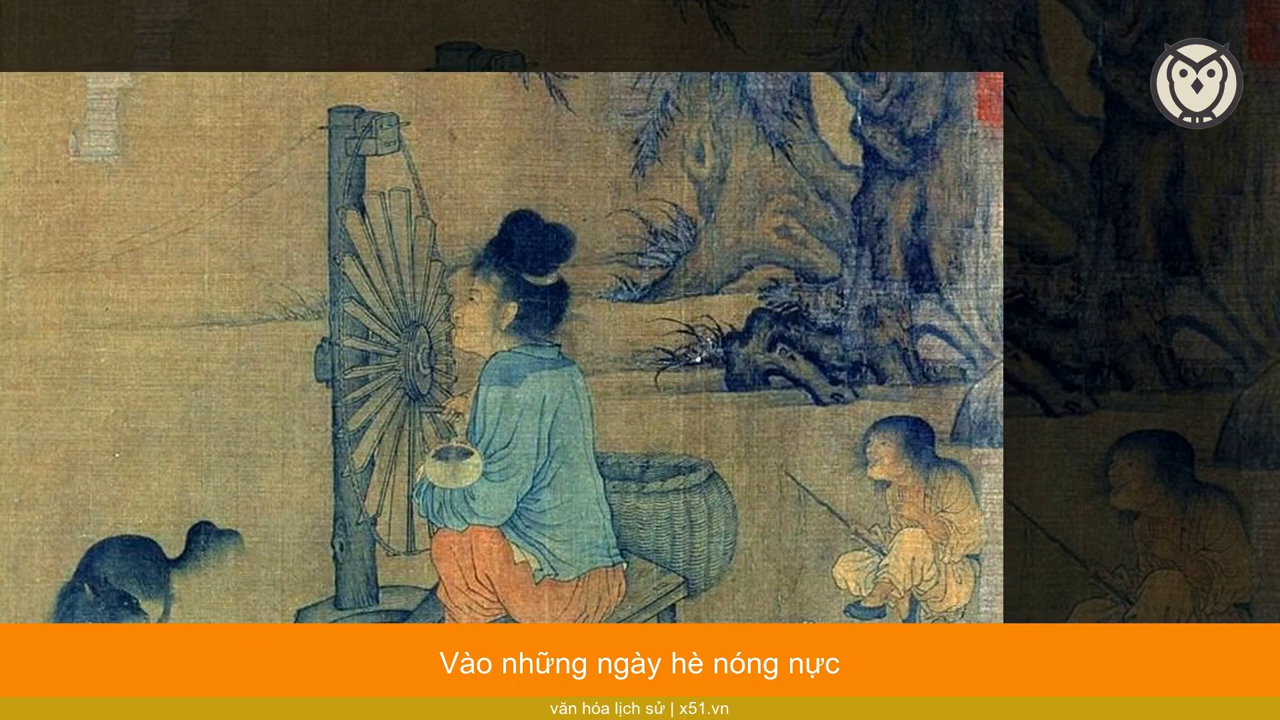 Vào những ngày hè nóng nực
văn hóa lịch sử | x51.vn